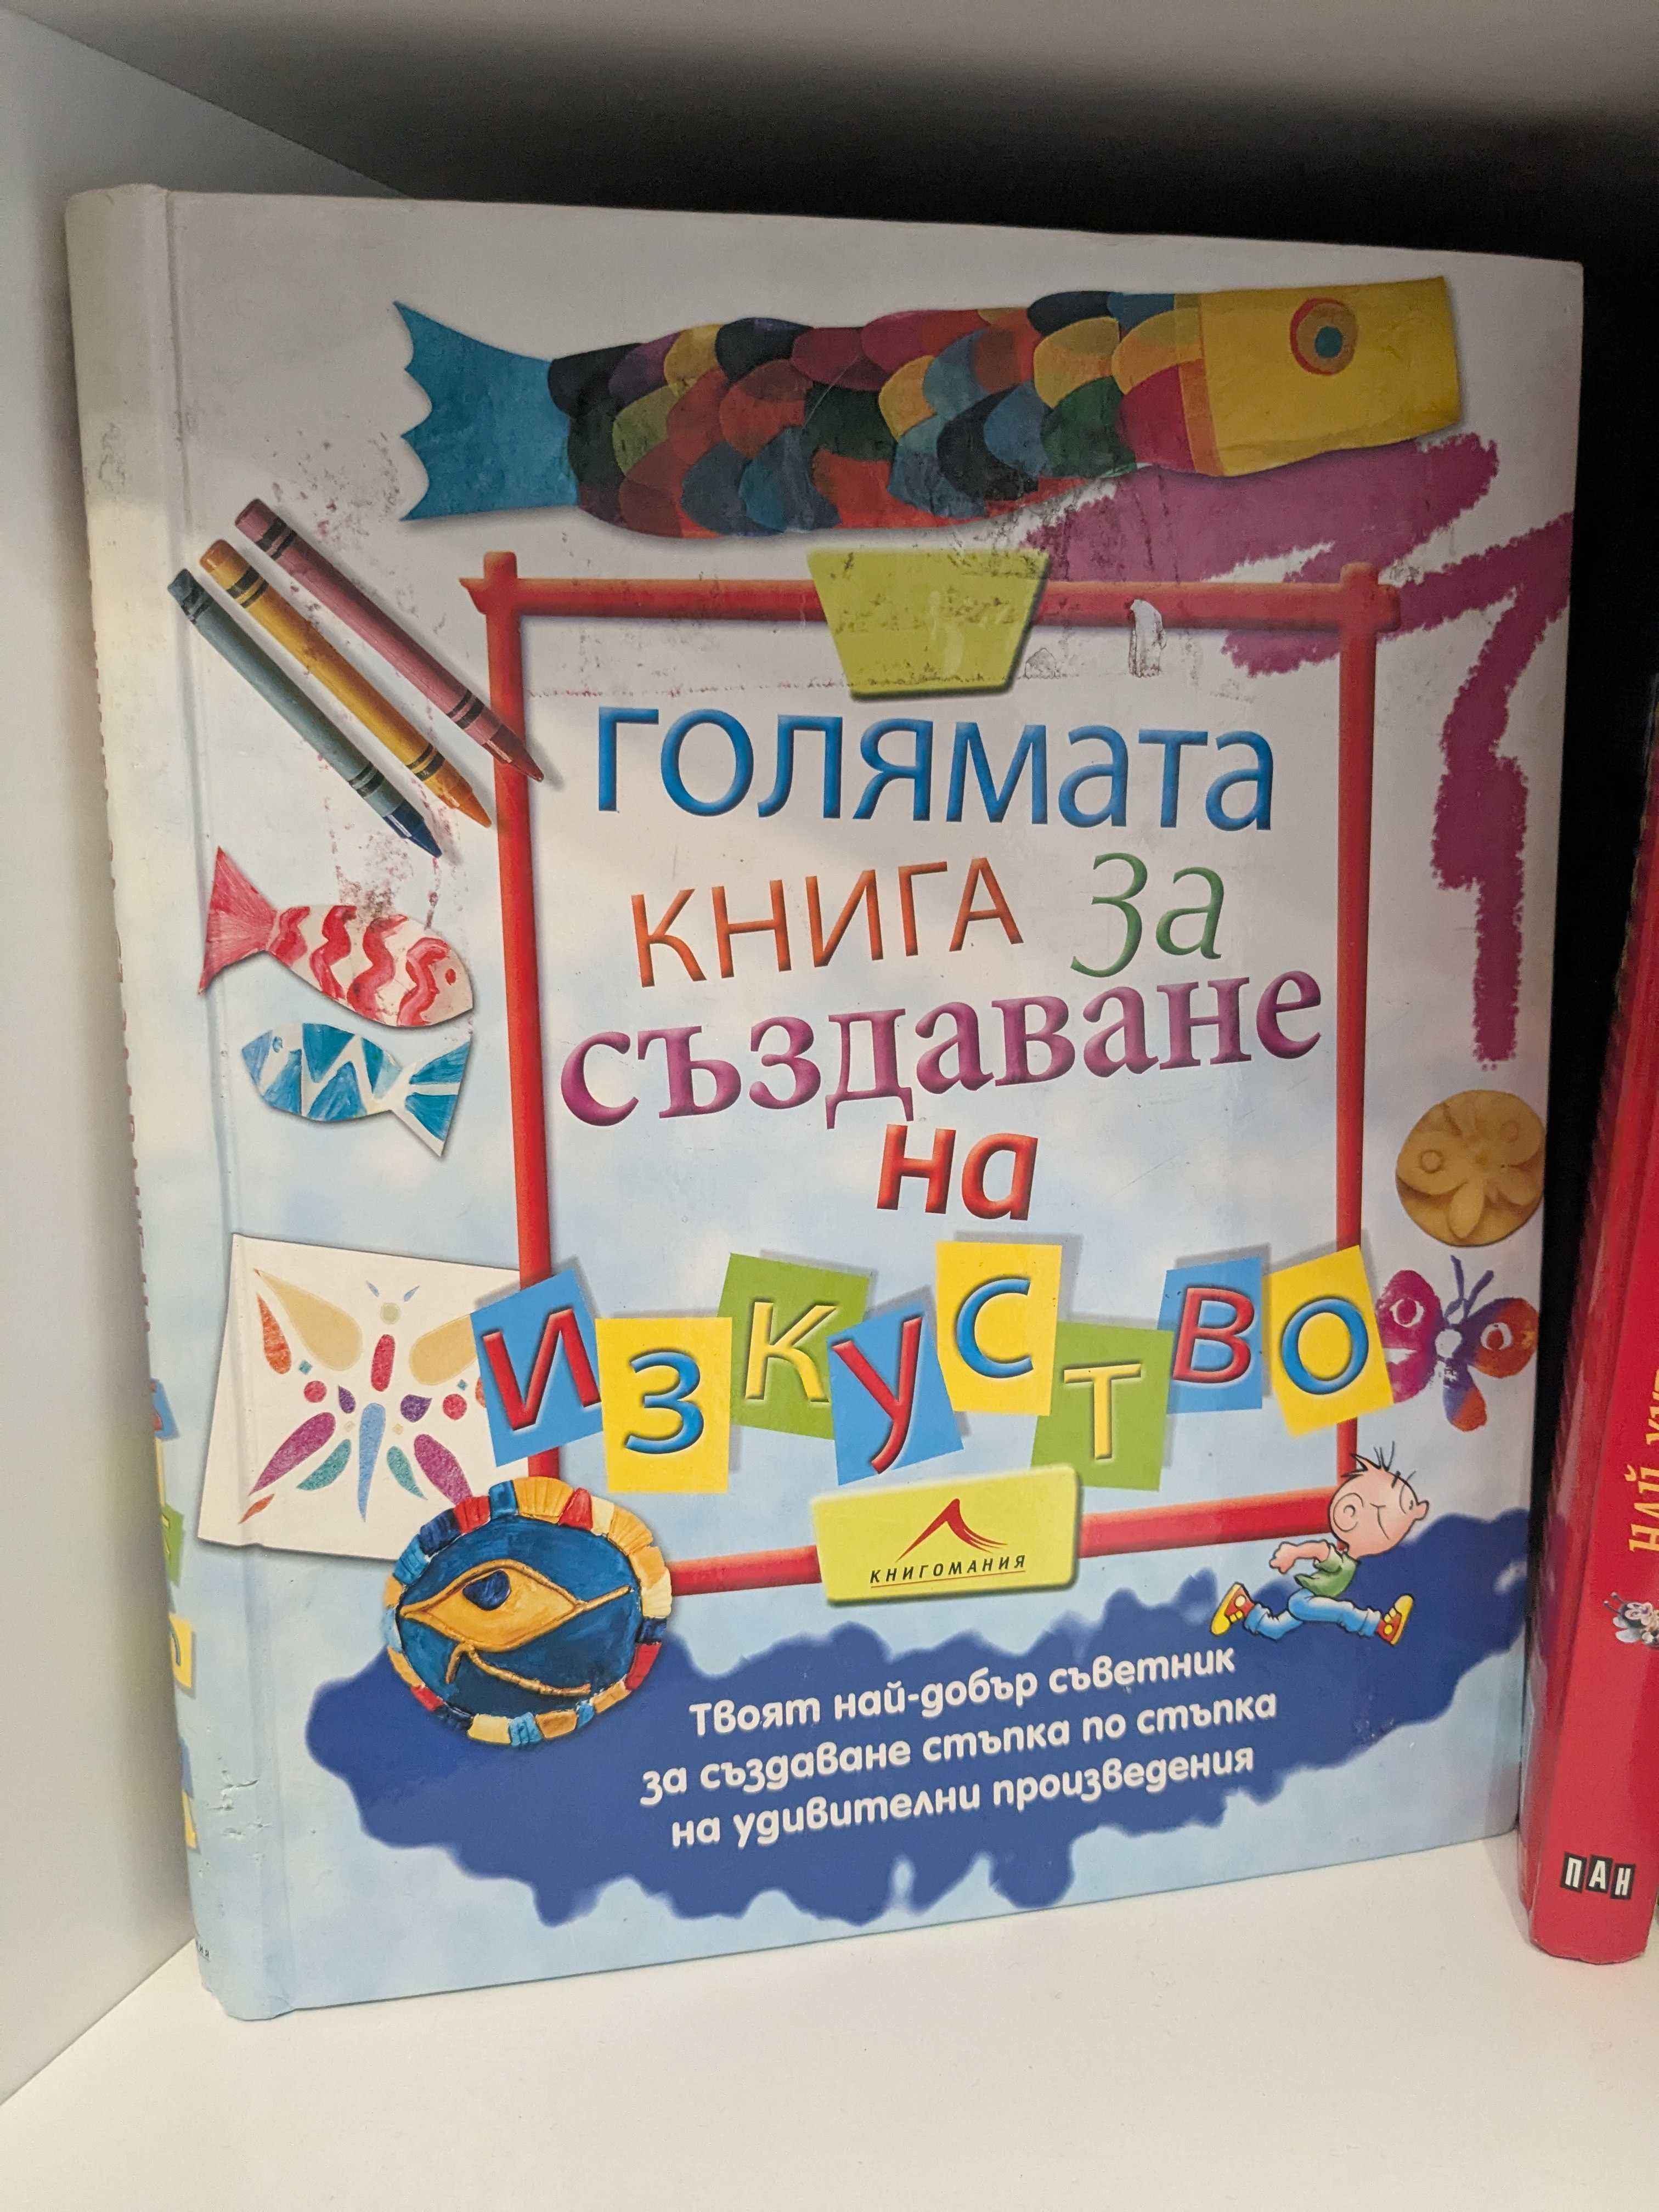 голямата
книга за
създаване
на
изкуство
книгомания
Твоят най-добър съветник
за създаване стъпка по стъпка
на удивителни произведения
НАЙ
ПАН